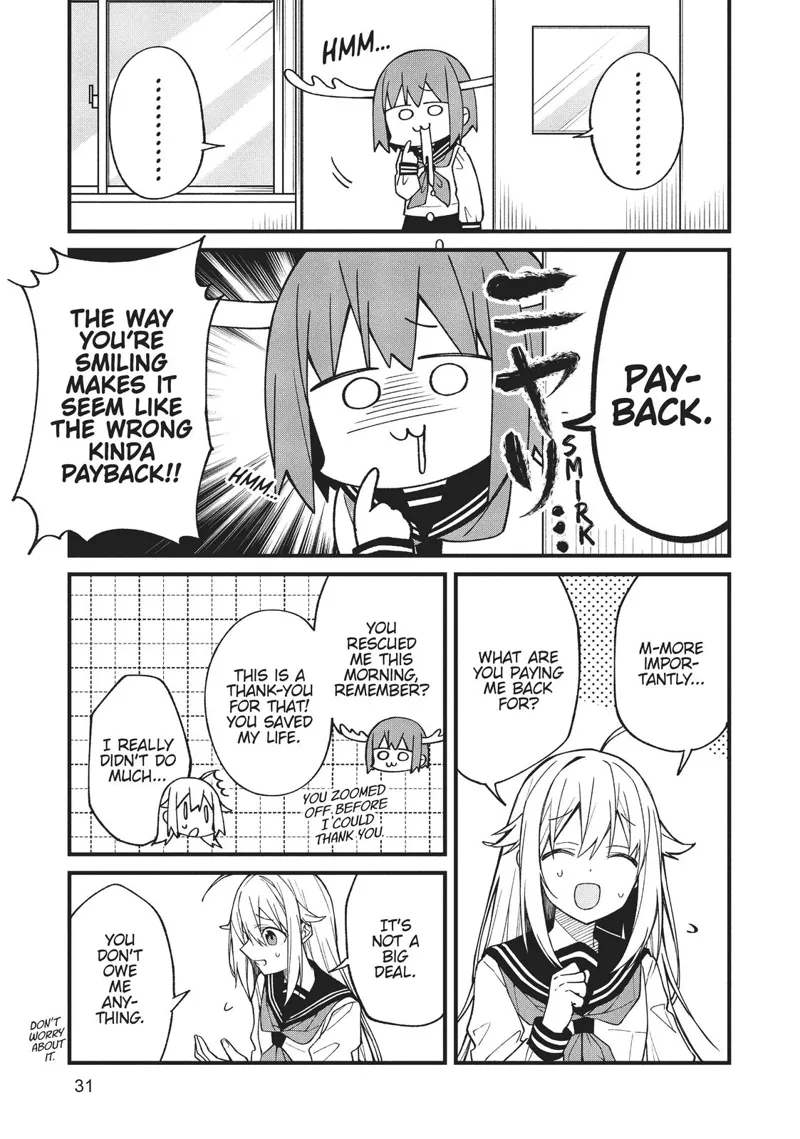 .........
HMM...
.........
PAY-
BACK.
ニヤリ
SMIRK...
HMM...
THE WAY
YOU'RE
SMILING
MAKES IT
SEEM LIKE
THE WRONG
KINDA
PAYBACK!!
M-MORE
IMPOR-
TANTLY...
WHAT ARE
YOU PAYING
ME BACK
FOR?
YOU
RESCUED
ME THIS
MORNING,
REMEMBER?
THIS IS A
THANK-YOU
FOR THAT!
YOU SAVED
MY LIFE.
YOU ZOOMED
OFF BEFORE
I COULD
THANK YOU.
I REALLY
DIDN'T DO
MUCH...
IT'S
NOT A
BIG
DEAL.
YOU
DON'T
OWE
ME
ANY-
THING.
DON'T
WORRY
ABOUT
IT.
31